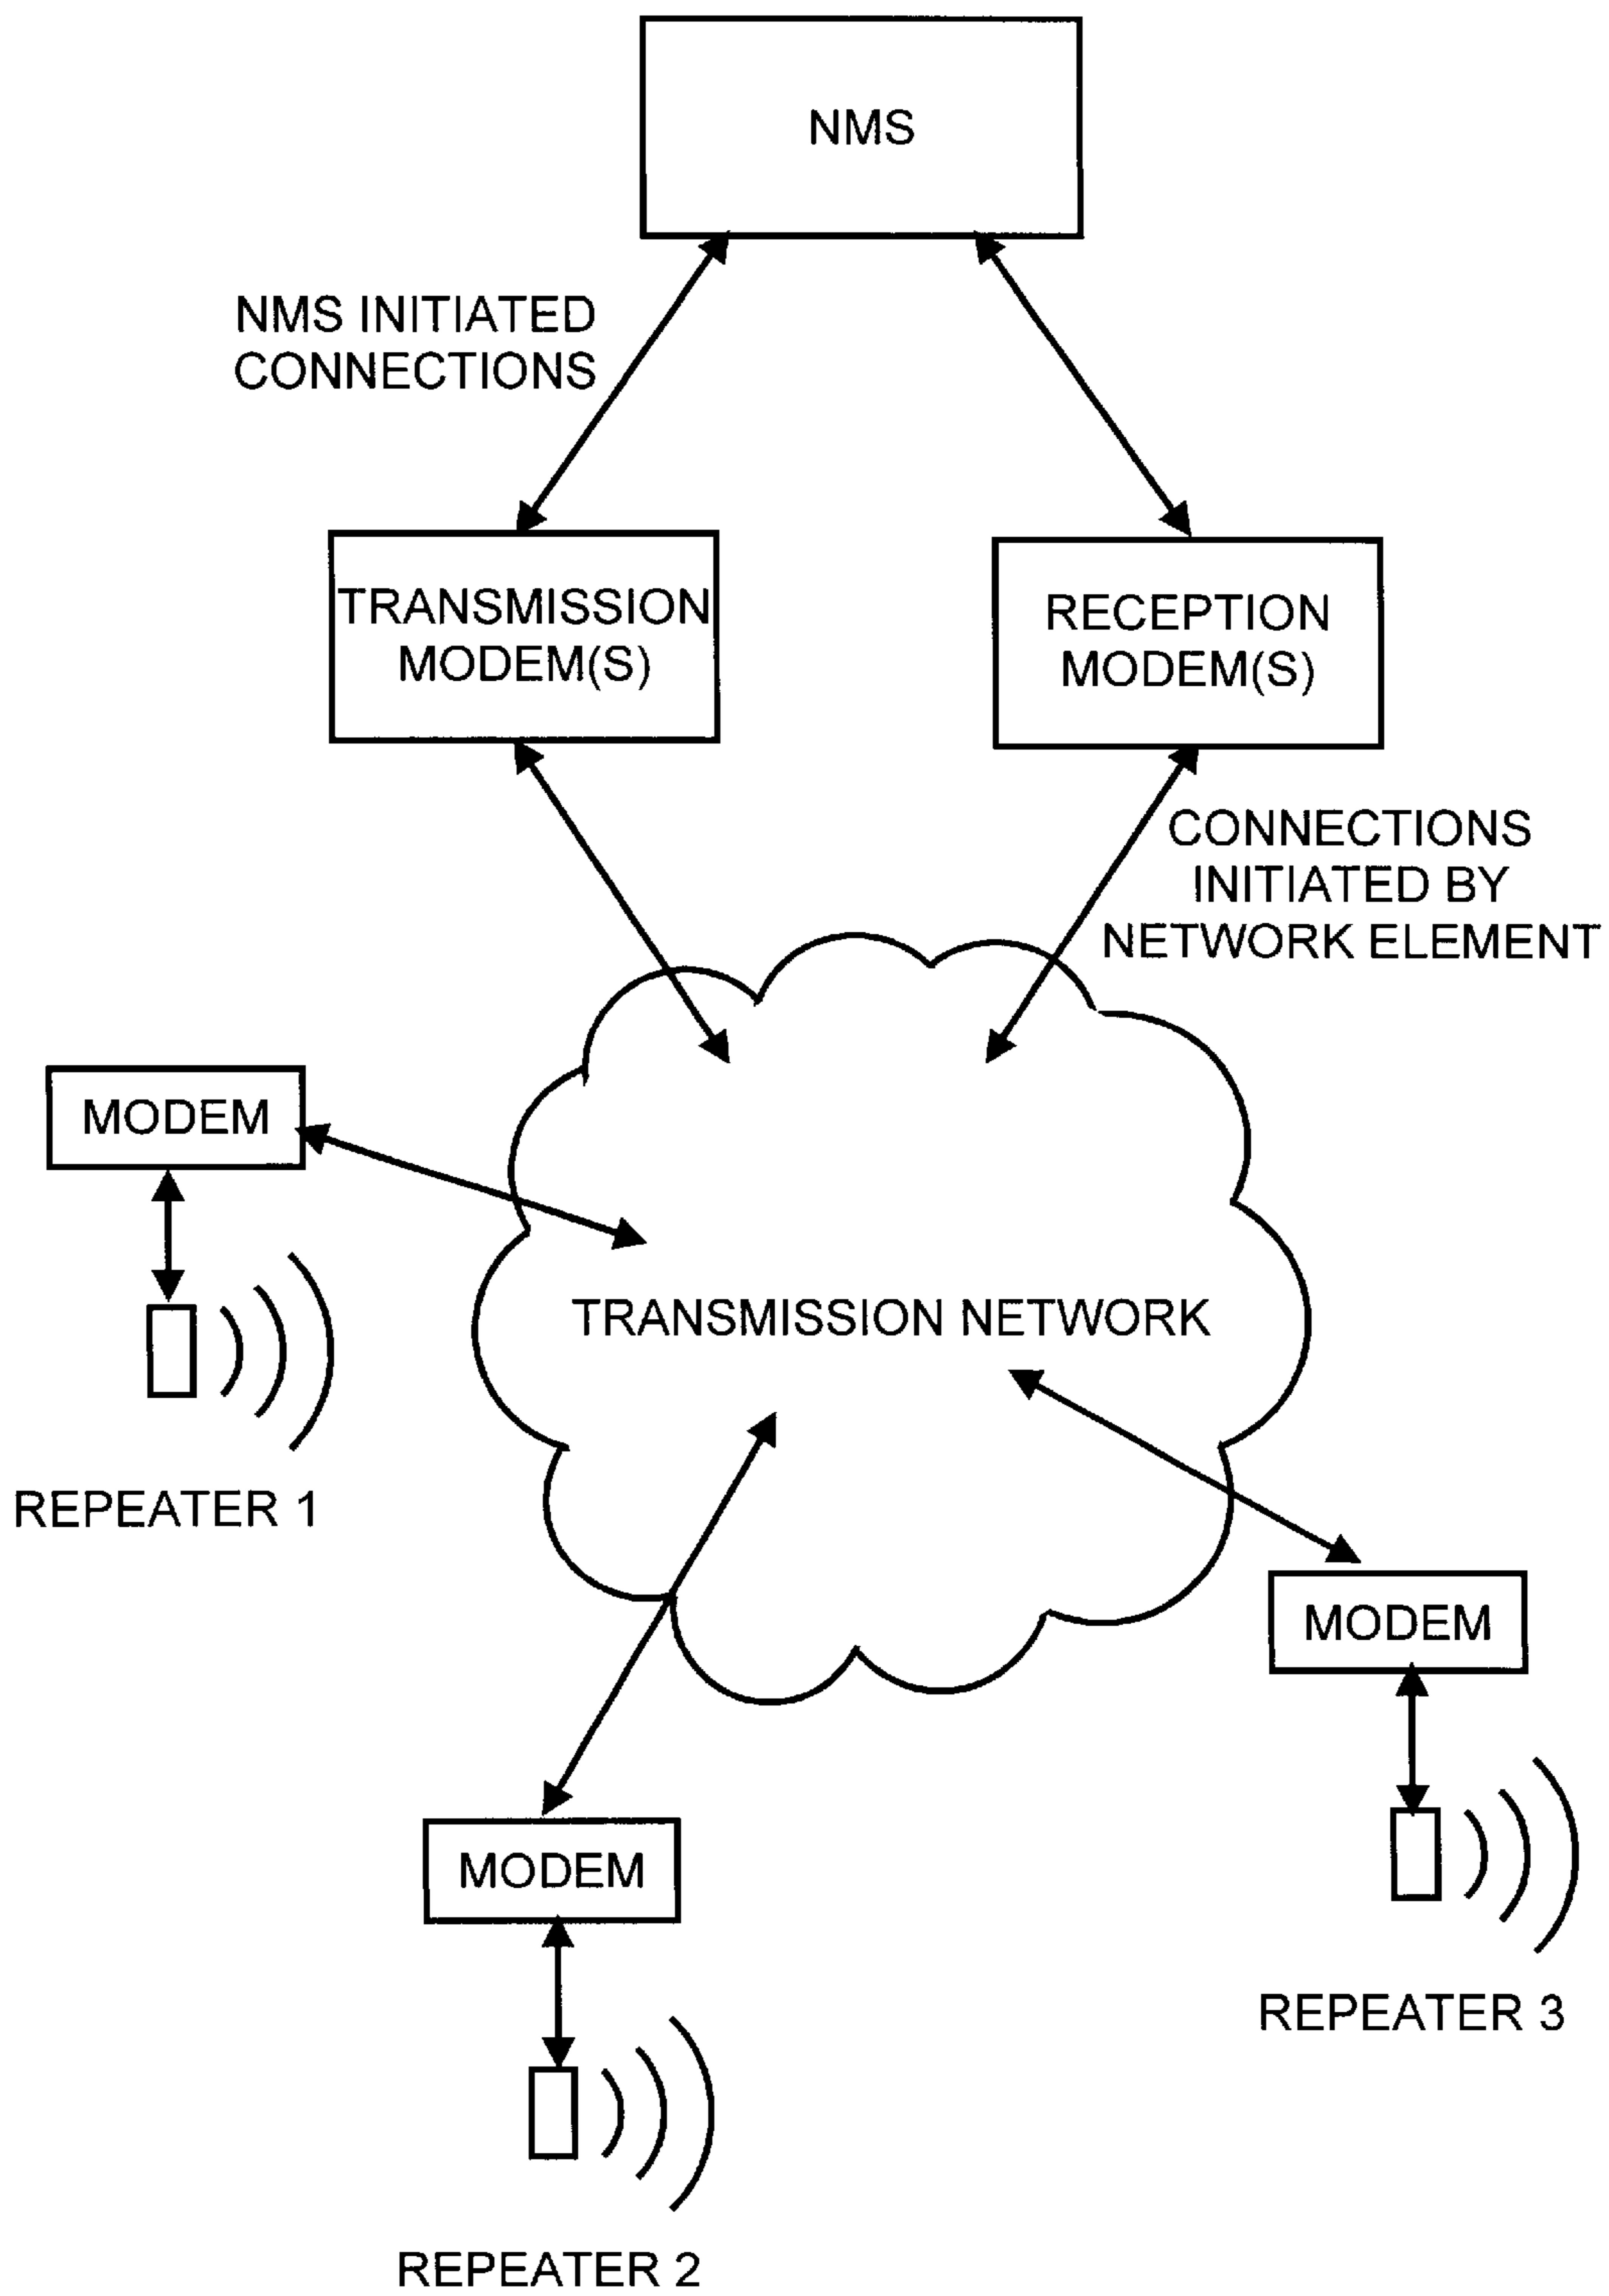 NMS
NMS INITIATED
CONNECTIONS
TRANSMISSION
MODEM(S)
RECEPTION
MODEM(S)
CONNECTIONS
INITIATED BY
NETWORK ELEMENT
MODEM
TRANSMISSION NETWORK
REPEATER 1
MODEM
MODEM
REPEATER 3
REPEATER 2